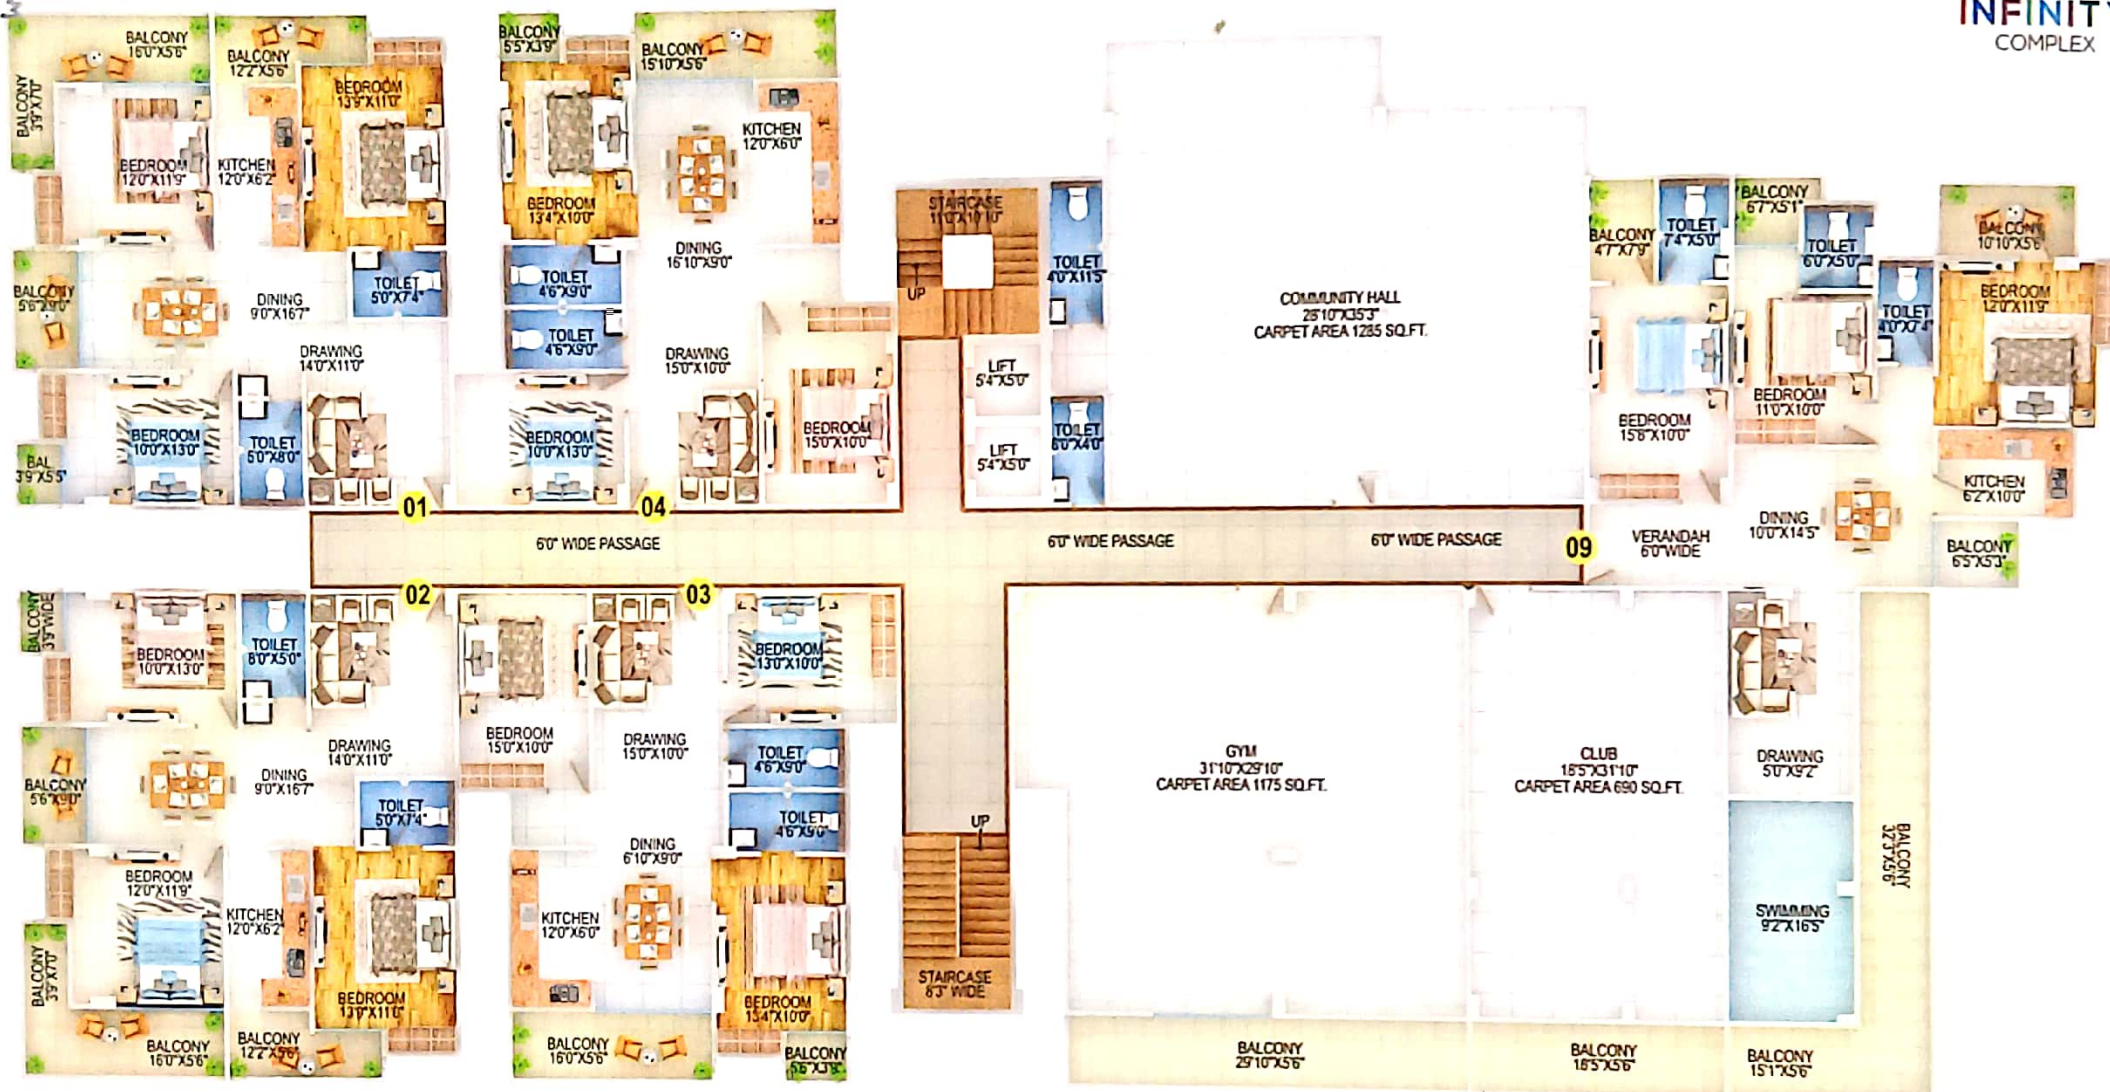 INFINITY
COMPLEX
BALCONY
16'0"X5'6"
BALCONY
12'2"X5'6"
BALCONY
3'9"X7'0"
BEDROOM
13'9"X11'0"
BEDROOM
12'0"X11'9"
KITCHEN
12'0"X6'2"
BALCONY
5'6"X9'0"
DINING
9'0"X16'7"
TOILET
5'0"X7'4"
DRAWING
14'0"X11'0"
BEDROOM
10'0"X13'0"
TOILET
BAL
3'9"X5'5"
01
BALCONY
5'5"X3'9"
BALCONY
15'10"X5'6"
KITCHEN
12'0"X6'0"
BEDROOM
13'4"X10'0"
DINING
16'10"X9'0"
TOILET
4'6"X9'0"
TOILET
4'6"X9'0"
DRAWING
15'0"X10'0"
BEDROOM
10'0"X13'0"
BEDROOM
15'0"X10'0"
04
STAIRCASE
11'0"X10'10"
UP
LIFT
5'4"X5'0"
LIFT
5'4"X5'0"
TOILET
4'0"X11'5"
TOILET
6'0"X4'0"
COMMUNITY HALL
28'10"X35'3"
CARPET AREA 1285 SQ.FT.
BALCONY
4'7"X7'9"
TOILET
7'4"X5'0"
BALCONY
6'7"X5'1"
TOILET
6'0"X5'0"
BALCONY
10'10"X5'6"
TOILET
4'0"X7'4"
BEDROOM
12'0"X11'9"
BEDROOM
11'0"X10'0"
BEDROOM
15'8"X10'0"
KITCHEN
6'2"X10'0"
DINING
10'0"X14'5"
VERANDAH
6'0"WIDE
BALCONY
6'5"X5'3"
6'0" WIDE PASSAGE
6'0" WIDE PASSAGE
6'0" WIDE PASSAGE
09
02
BALCONY
3'9"WIDE
BEDROOM
10'0"X13'0"
TOILET
8'0"X5'0"
DRAWING
14'0"X11'0"
BALCONY
5'6"X9'0"
DINING
9'0"X16'7"
TOILET
5'0"X7'4"
BEDROOM
12'0"X11'9"
KITCHEN
12'0"X6'2"
BALCONY
3'9"X7'0"
BEDROOM
13'9"X11'0"
BALCONY
16'0"X5'6"
BALCONY
12'2"X5'6"
03
BEDROOM
13'0"X10'0"
BEDROOM
15'0"X10'0"
DRAWING
15'0"X10'0"
TOILET
4'6"X9'0"
TOILET
4'6"X9'0"
DINING
6'10"X9'0"
KITCHEN
12'0"X6'0"
BEDROOM
13'4"X10'0"
BALCONY
16'0"X5'6"
BALCONY
5'6"X3'9"
UP
STAIRCASE
8'3" WIDE
GYM
31'10"X29'10"
CARPET AREA 1175 SQ.FT.
CLUB
18'5"X31'10"
CARPET AREA 690 SQ.FT.
DRAWING
5'0"X9'2"
SWIMMING
9'2"X16'5"
BALCONY
32'3"X5'6"
BALCONY
29'10"X5'6"
BALCONY
18'5"X5'6"
BALCONY
15'1"X5'6"